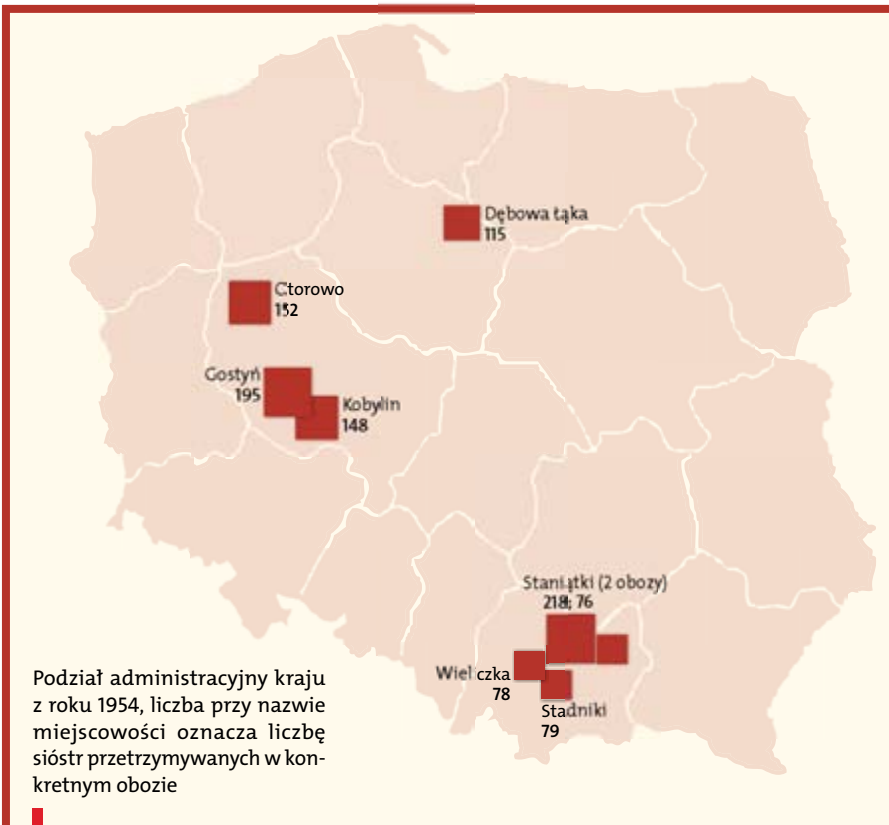 Dębowa Łąka
115
Otorowo
152
Gostyń
195
Kobylin
148
Staniątki (2 obozy)
218; 76
Wieliczka
78
Stadniki
79
Podział administracyjny kraju
z roku 1954, liczba przy nazwie
miejscowości oznacza liczbę
sióstr przetrzymywanych w kon-
kretnym obozie